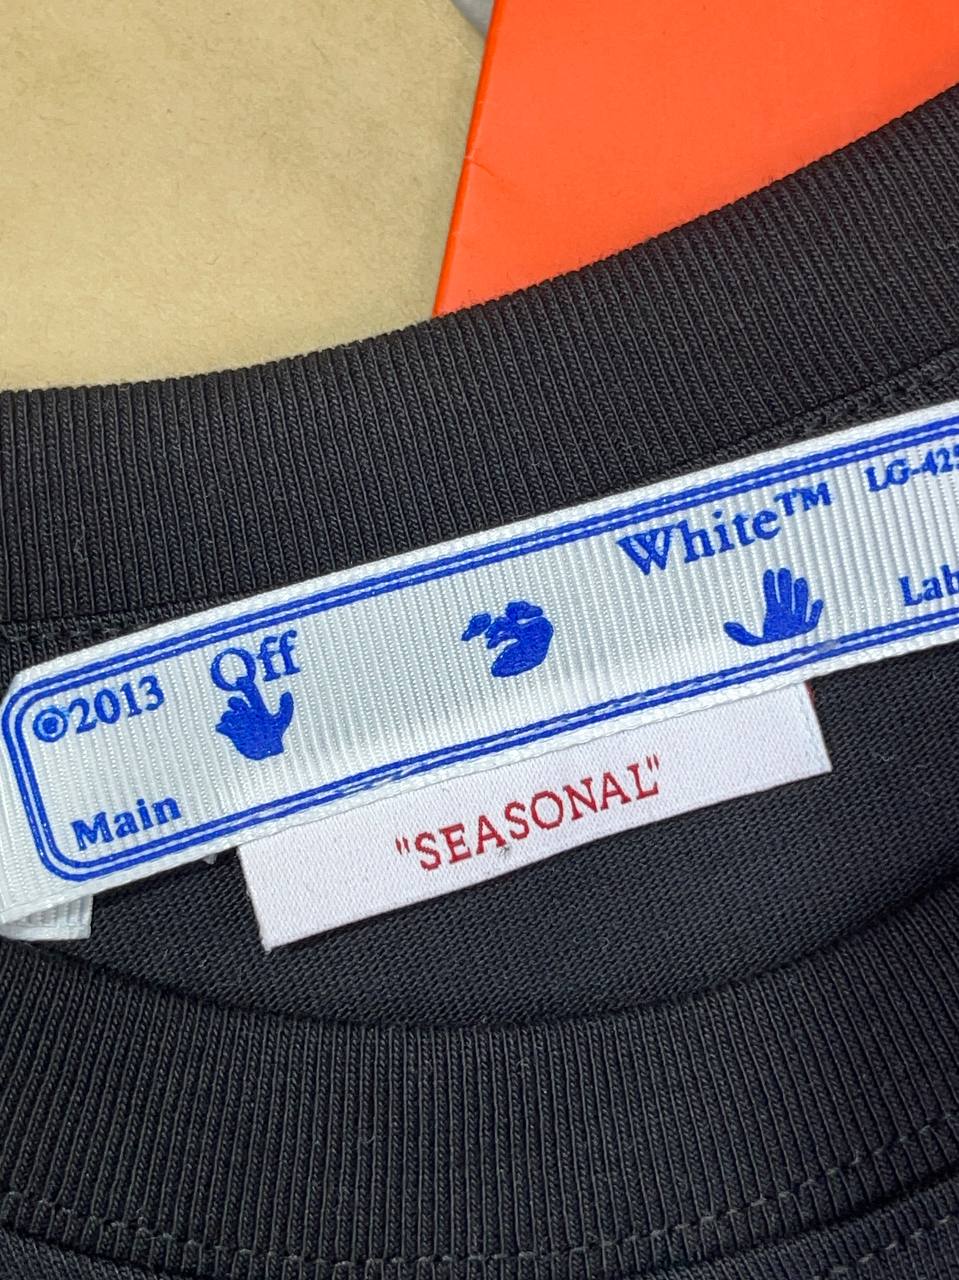 ©2013 Off White™ LG-425
Main Lab
"SEASONAL"